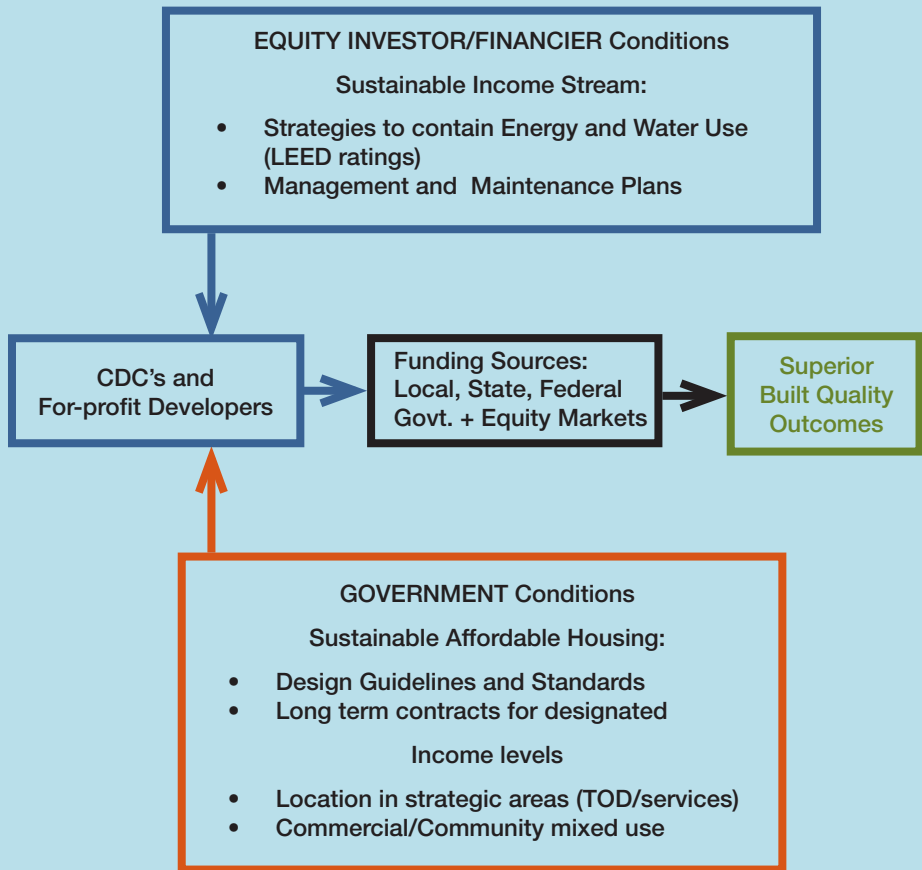 EQUITY INVESTOR/FINANCIER Conditions
Sustainable Income Stream:
• Strategies to contain Energy and Water Use
(LEED ratings)
• Management and Maintenance Plans
CDC's and
For-profit Developers
Funding Sources:
Local, State, Federal
Govt. + Equity Markets
Superior
Built Quality
Outcomes
GOVERNMENT Conditions
Sustainable Affordable Housing:
• Design Guidelines and Standards
• Long term contracts for designated
Income levels
• Location in strategic areas (TOD/services)
• Commercial/Community mixed use